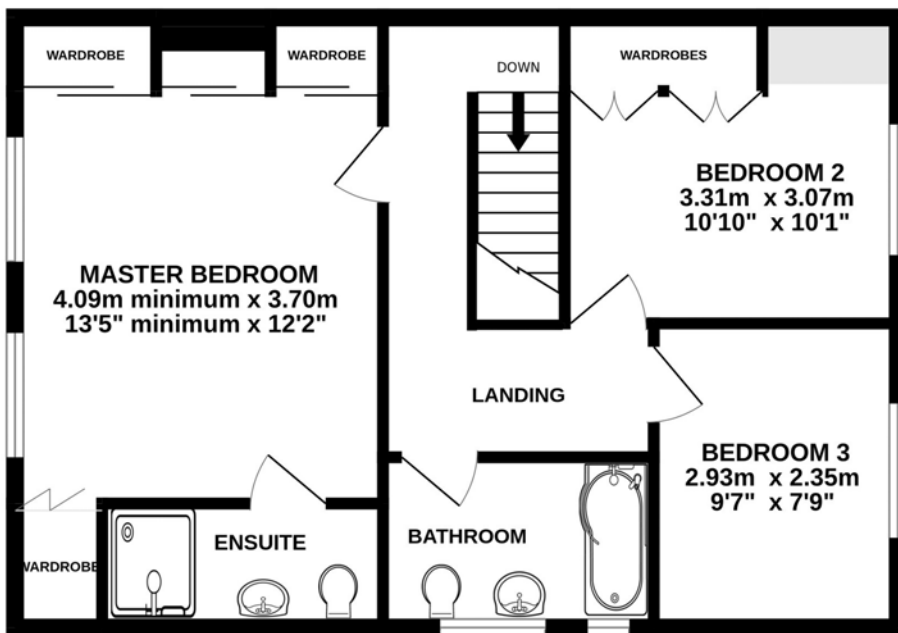 WARDROBE
WARDROBE
DOWN
WARDROBES
BEDROOM 2
3.31m x 3.07m
10'10" x 10'1"
MASTER BEDROOM
4.09m minimum x 3.70m
13'5" minimum x 12'2"
LANDING
BEDROOM 3
2.93m x 2.35m
9'7" x 7'9"
ENSUITE
BATHROOM
WARDROBE